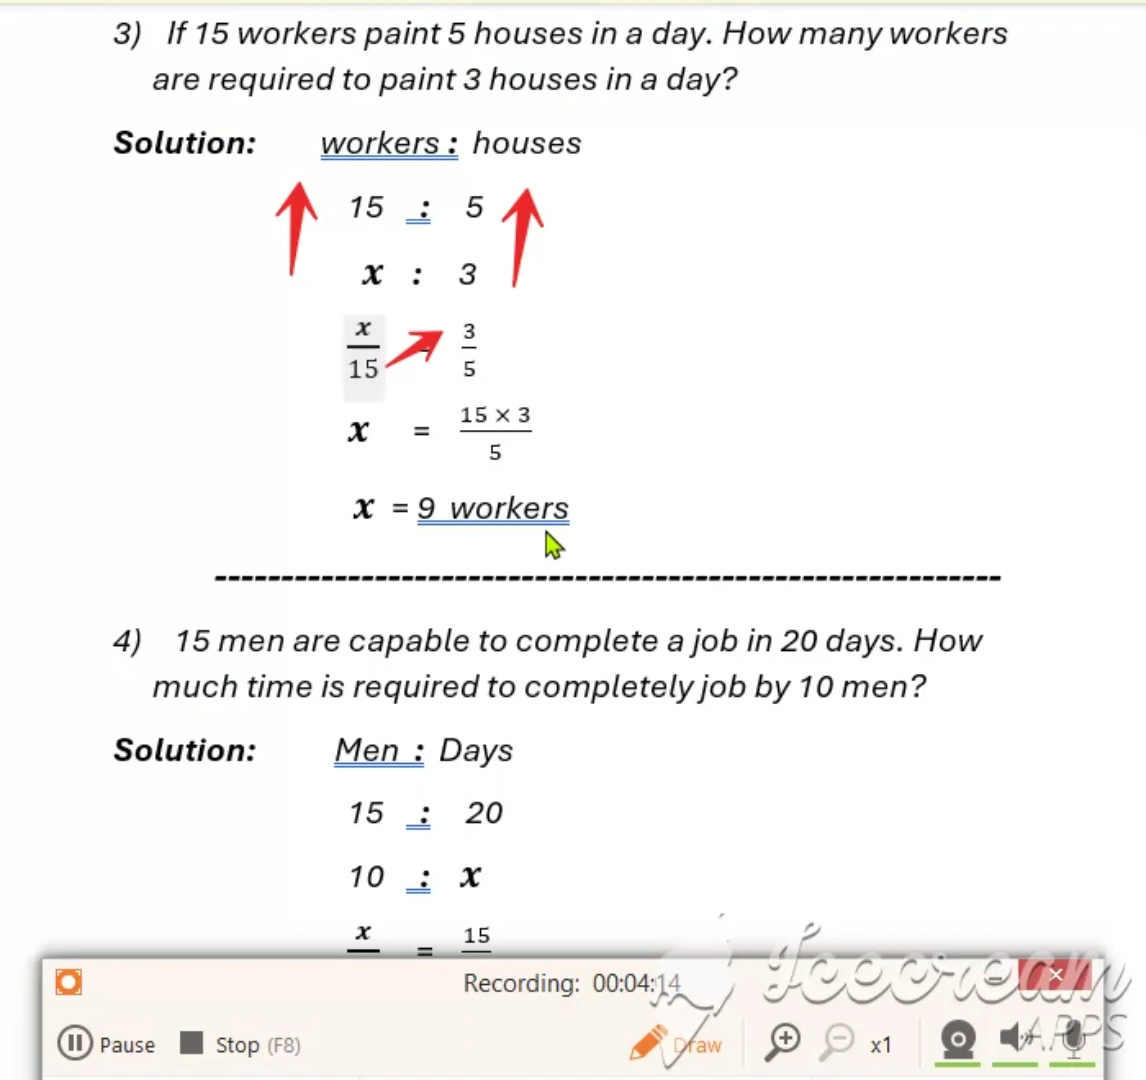 3) If 15 workers paint 5 houses in a day. How many workers
are required to paint 3 houses in a day?
Solution: workers : houses
15 : 5
x : 3
x/15 = 3/5
x = 15 × 3/5
x = 9 workers
4) 15 men are capable to complete a job in 20 days. How
much time is required to completely job by 10 men?
Solution: Men : Days
15 : 20
10 : x
x = 15
Recording: 00:04:14
Icecream
APPS
Pause Stop (F8) Draw x1